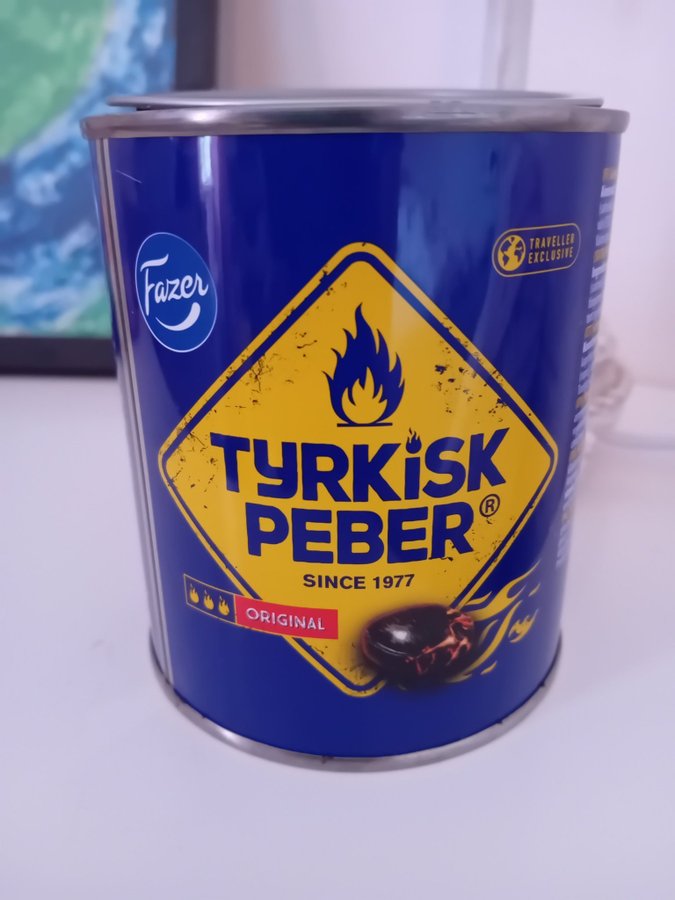 Fazer
TRAVELLER
EXCLUSIVE
TYRKiSK
PEBER®
SINCE 1977
ORIGINAL